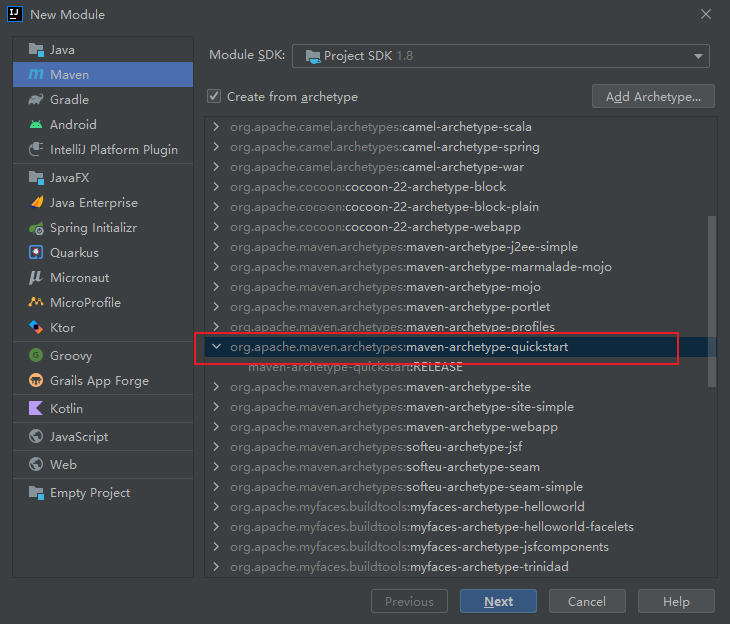 New Module
Java
Maven
Gradle
Android
IntelliJ Platform Plugin
JavaFX
Java Enterprise
Spring Initializr
Quarkus
Micronaut
MicroProfile
Ktor
Groovy
Grails App Forge
Kotlin
JavaScript
Web
Empty Project
Module SDK: Project SDK 1.8
Create from archetype Add Archetype...
org.apache.camel.archetypes:camel-archetype-scala
org.apache.camel.archetypes:camel-archetype-spring
org.apache.camel.archetypes:camel-archetype-war
org.apache.cocoon:cocoon-22-archetype-block
org.apache.cocoon:cocoon-22-archetype-block-plain
org.apache.cocoon:cocoon-22-archetype-webapp
org.apache.maven.archetypes:maven-archetype-j2ee-simple
org.apache.maven.archetypes:maven-archetype-marmalade-mojo
org.apache.maven.archetypes:maven-archetype-mojo
org.apache.maven.archetypes:maven-archetype-portlet
org.apache.maven.archetypes:maven-archetype-profiles
org.apache.maven.archetypes:maven-archetype-quickstart
maven-archetype-quickstart:RELEASE
org.apache.maven.archetypes:maven-archetype-site
org.apache.maven.archetypes:maven-archetype-site-simple
org.apache.maven.archetypes:maven-archetype-webapp
org.apache.maven.archetypes:softeu-archetype-jsf
org.apache.maven.archetypes:softeu-archetype-seam
org.apache.maven.archetypes:softeu-archetype-seam-simple
org.apache.myfaces.buildtools:myfaces-archetype-helloworld
org.apache.myfaces.buildtools:myfaces-archetype-helloworld-facelets
org.apache.myfaces.buildtools:myfaces-archetype-jsfcomponents
org.apache.myfaces.buildtools:myfaces-archetype-trinidad
Previous Next Cancel Help